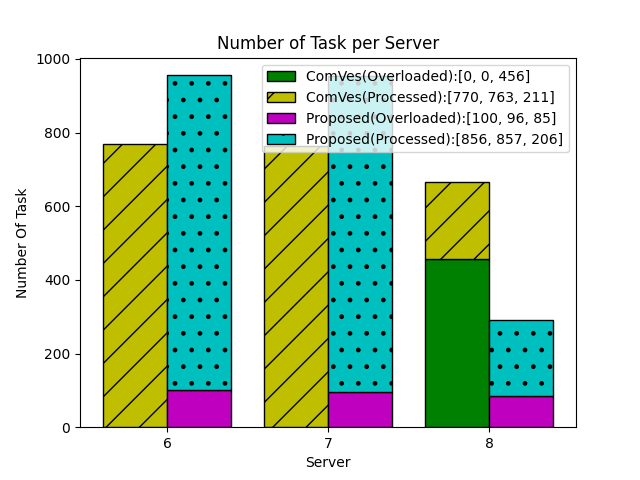 Number of Task per Server
ComVes(Overloaded):[0, 0, 456]
ComVes(Processed):[770, 763, 211]
Proposed(Overloaded):[100, 96, 85]
Proposed(Processed):[856, 857, 206]
Number Of Task
1000
800
600
400
200
0
6 7 8
Server